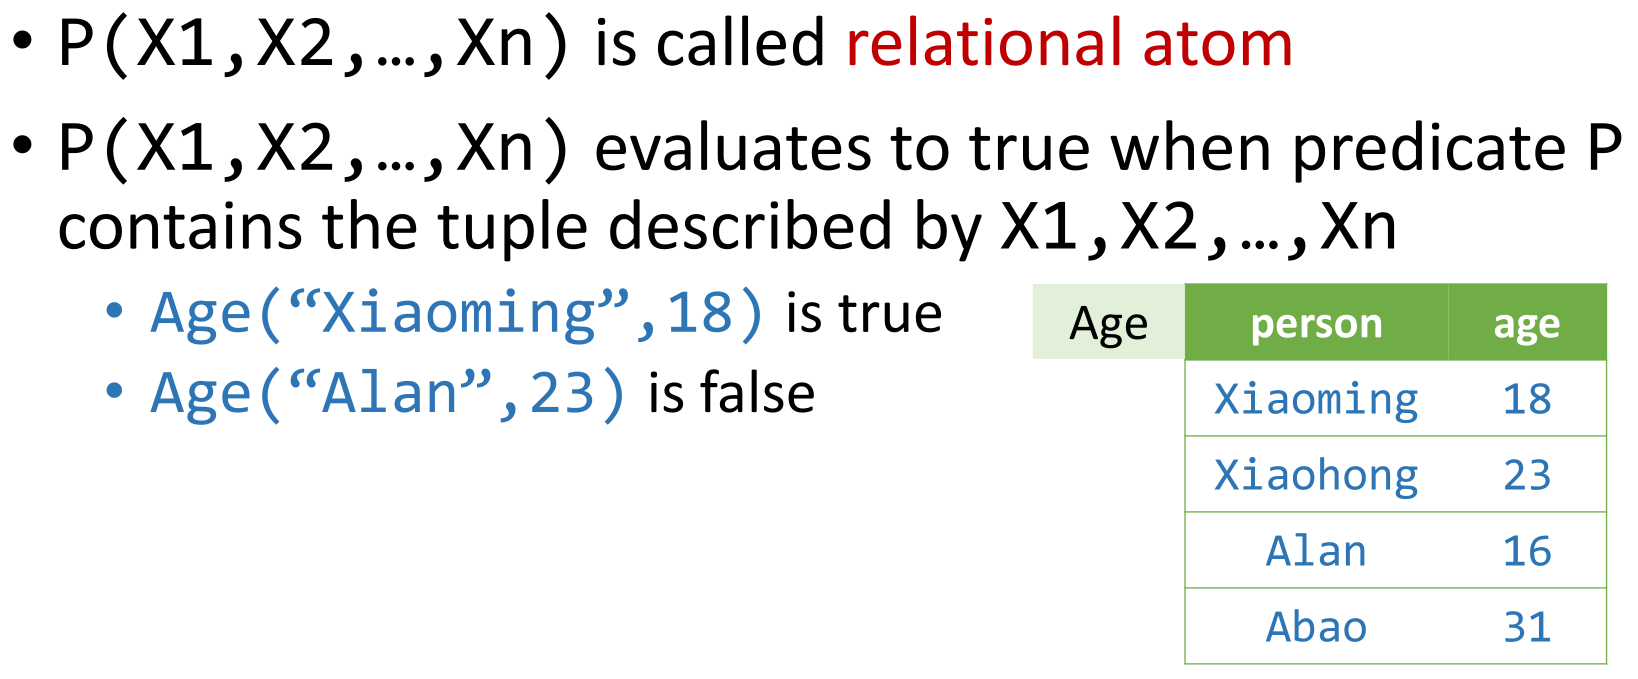 • P(X1,X2,…,Xn) is called relational atom
• P(X1,X2,…,Xn) evaluates to true when predicate P
contains the tuple described by X1,X2,…,Xn
• Age(“Xiaoming”,18) is true
• Age(“Alan”,23) is false
Age person age
Xiaoming 18
Xiaohong 23
Alan 16
Abao 31